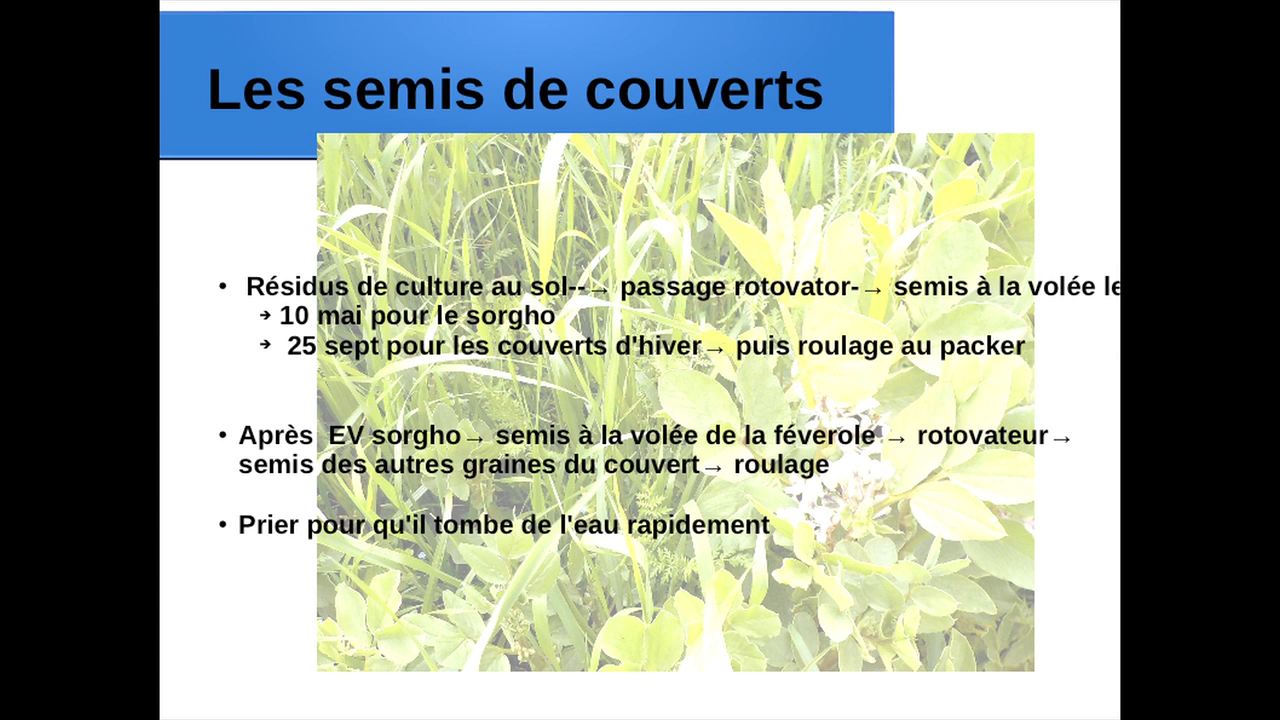 Les semis de couverts
• Résidus de culture au sol--→ passage rotovator-→ semis à la volée le
➔ 10 mai pour le sorgho
➔ 25 sept pour les couverts d'hiver→ puis roulage au packer
• Après EV sorgho→ semis à la volée de la féverole → rotovateur→
semis des autres graines du couvert→ roulage
• Prier pour qu'il tombe de l'eau rapidement